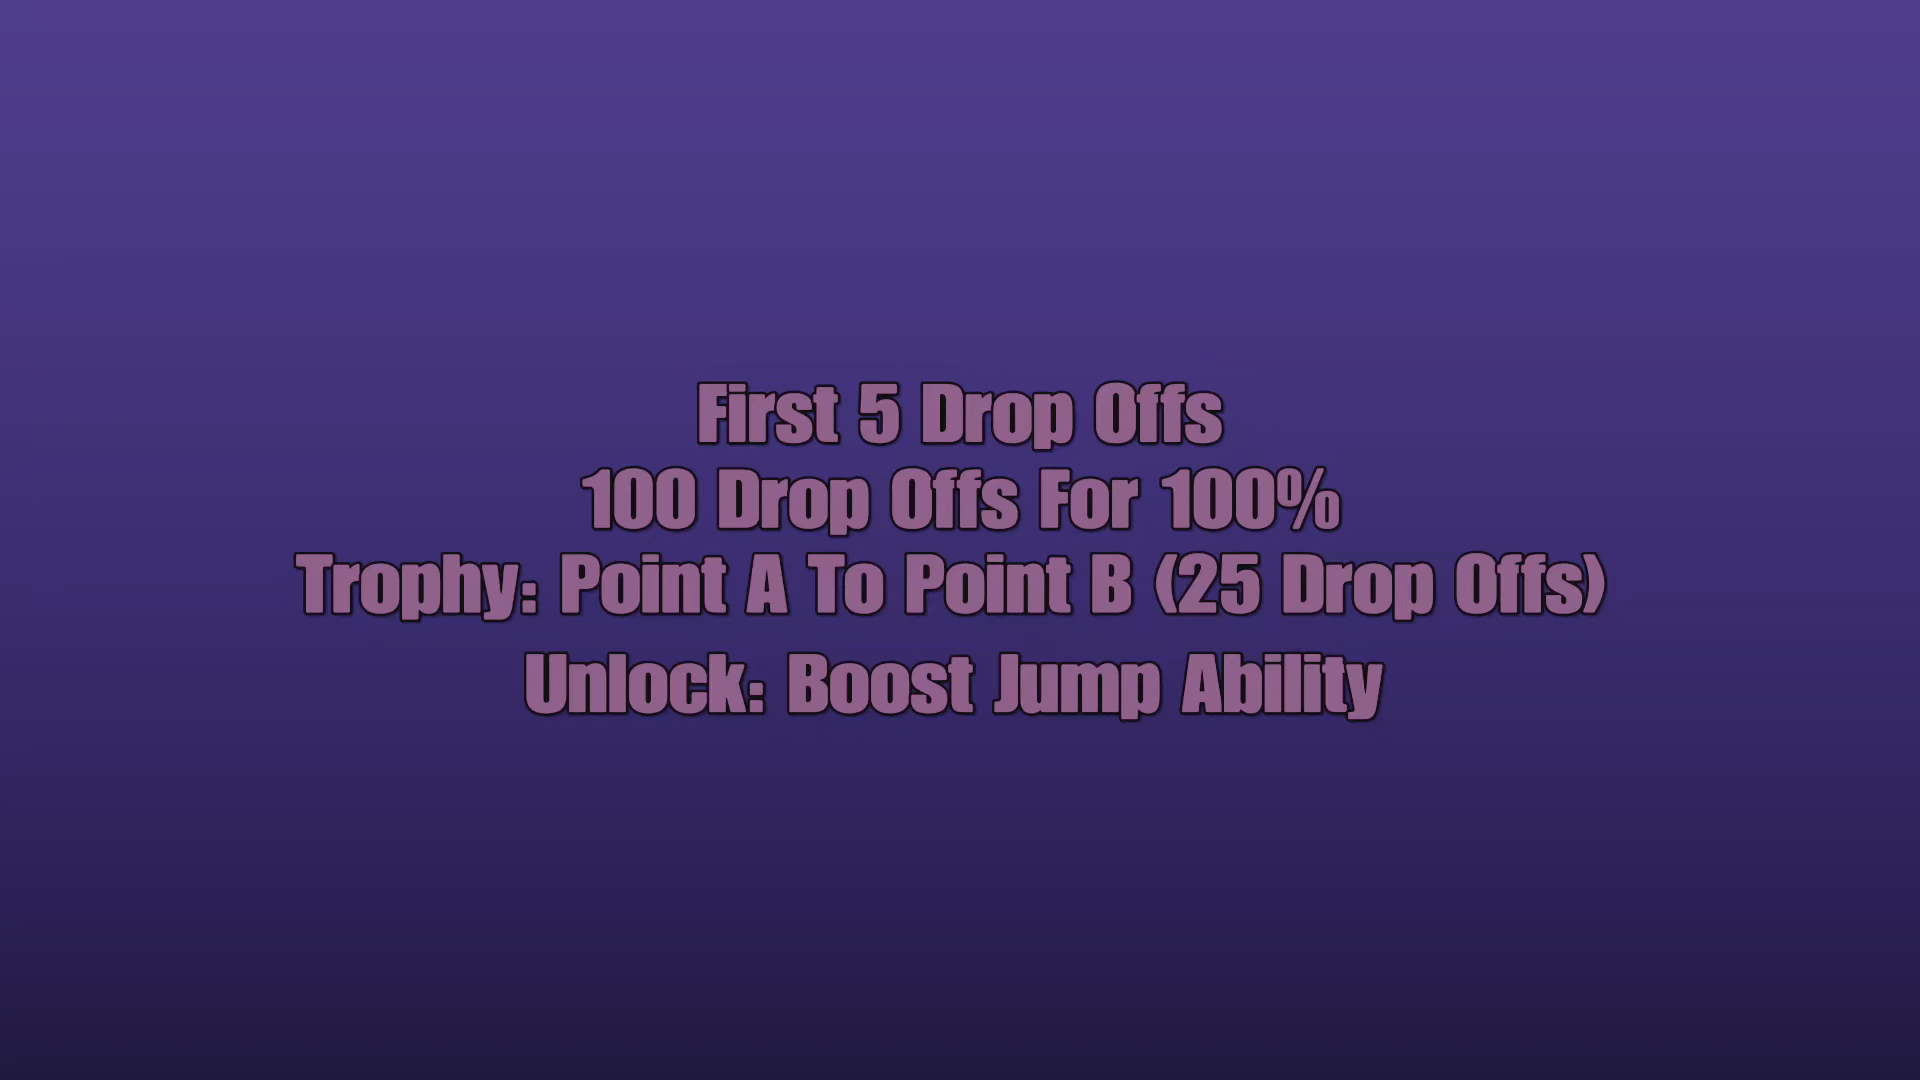 First 5 Drop Offs
100 Drop Offs For 100%
Trophy: Point A To Point B (25 Drop Offs)
Unlock: Boost Jump Ability